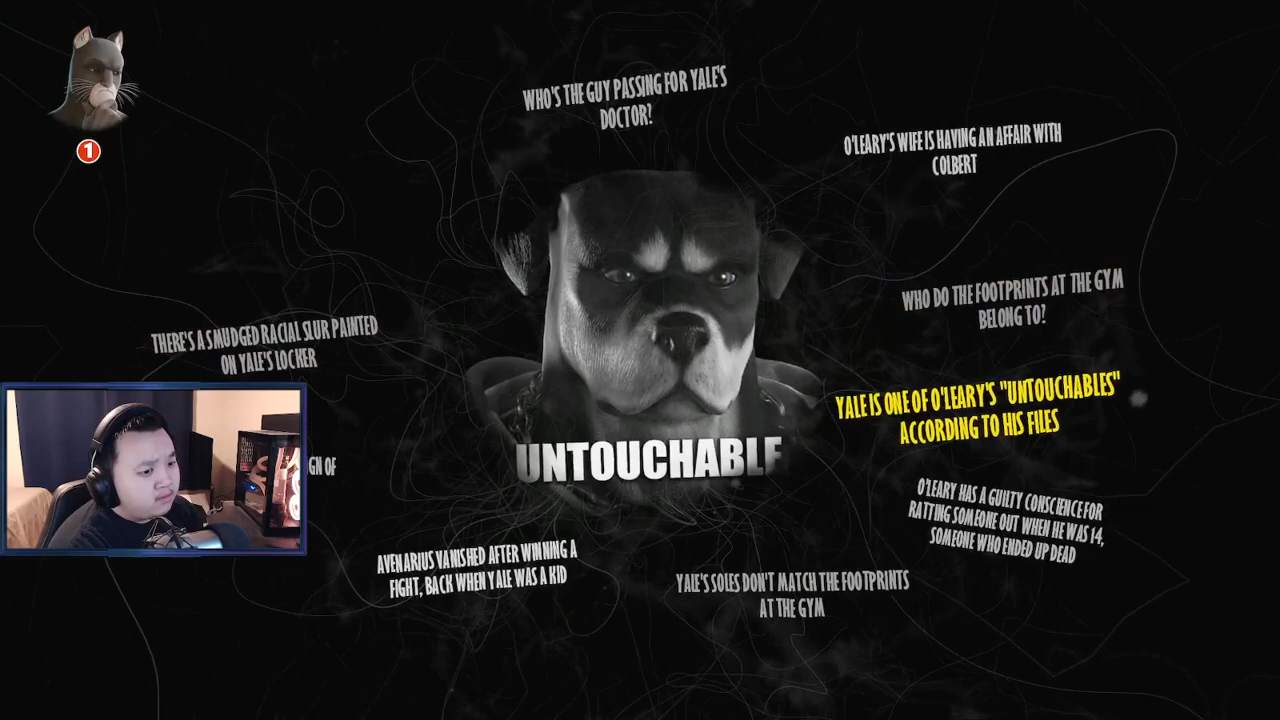 WHO'S THE GUY PASSING FOR YALE'S
DOCTOR?
O'LEARY'S WIFE IS HAVING AN AFFAIR WITH
COLBERT
1
WHO DO THE FOOTPRINTS AT THE GYM
BELONG TO?
THERE'S A SMUDGED RACIAL SLUR PAINTED
ON YALE'S LOCKER
YALE IS ONE OF O'LEARY'S "UNTOUCHABLES"
ACCORDING TO HIS FILES
UNTOUCHABLE
GN OF
O'LEARY HAS A GUILTY CONSCIENCE FOR
RATTING SOMEONE OUT WHEN HE WAS 14,
SOMEONE WHO ENDED UP DEAD
AVENARIUS VANISHED AFTER WINNING A
FIGHT, BACK WHEN YALE WAS A KID
YALE'S SOLES DON'T MATCH THE FOOTPRINTS
AT THE GYM